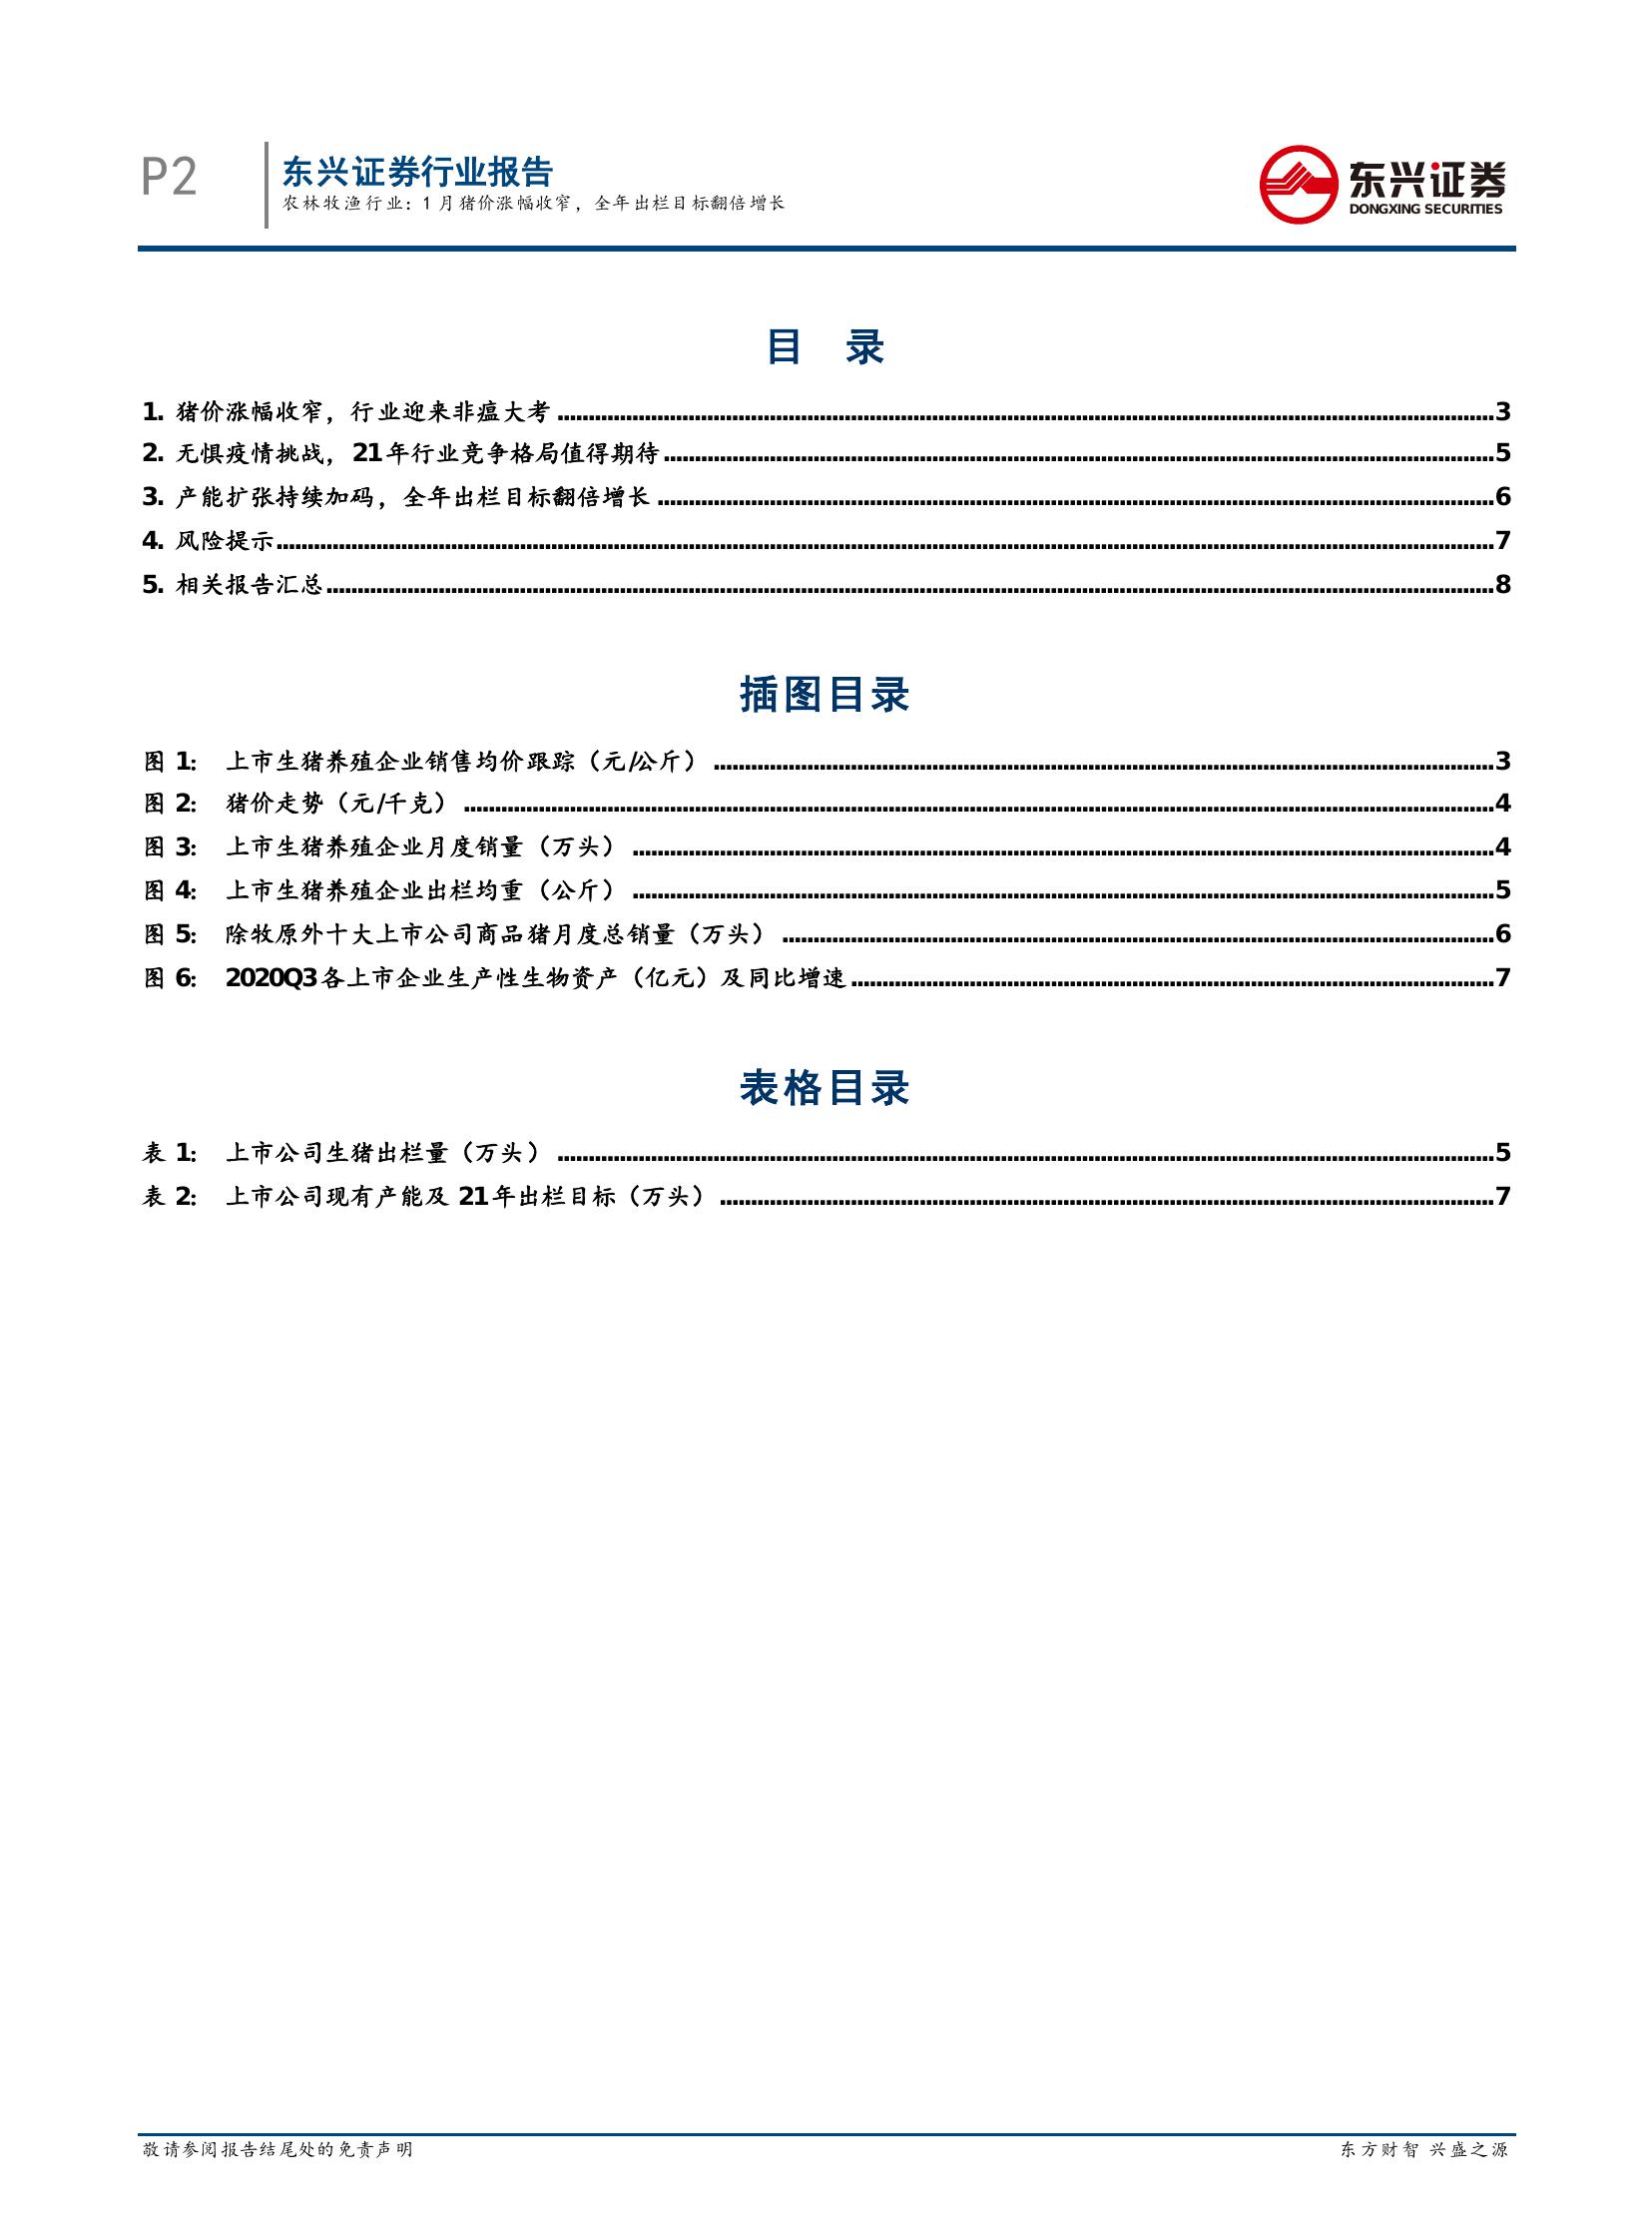 P2
东兴证券行业报告
农林牧渔行业：1月猪价涨幅收窄，全年出栏目标翻倍增长
东兴证券
DONGXING SECURITIES
目 录
1. 猪价涨幅收窄，行业迎来非瘟大考 3
2. 无惧疫情挑战，21年行业竞争格局值得期待 5
3. 产能扩张持续加码，全年出栏目标翻倍增长 6
4. 风险提示 7
5. 相关报告汇总 8
插图目录
图 1: 上市生猪养殖企业销售均价跟踪（元/公斤） 3
图 2: 猪价走势（元/千克） 4
图 3: 上市生猪养殖企业月度销量（万头） 4
图 4: 上市生猪养殖企业出栏均重（公斤） 5
图 5: 除牧原外十大上市公司商品猪月度总销量（万头） 6
图 6: 2020Q3各上市企业生产性生物资产（亿元）及同比增速 7
表格目录
表 1: 上市公司生猪出栏量（万头） 5
表 2: 上市公司现有产能及 21年出栏目标（万头） 7
敬请参阅报告结尾处的免责声明
东方财智 兴盛之源